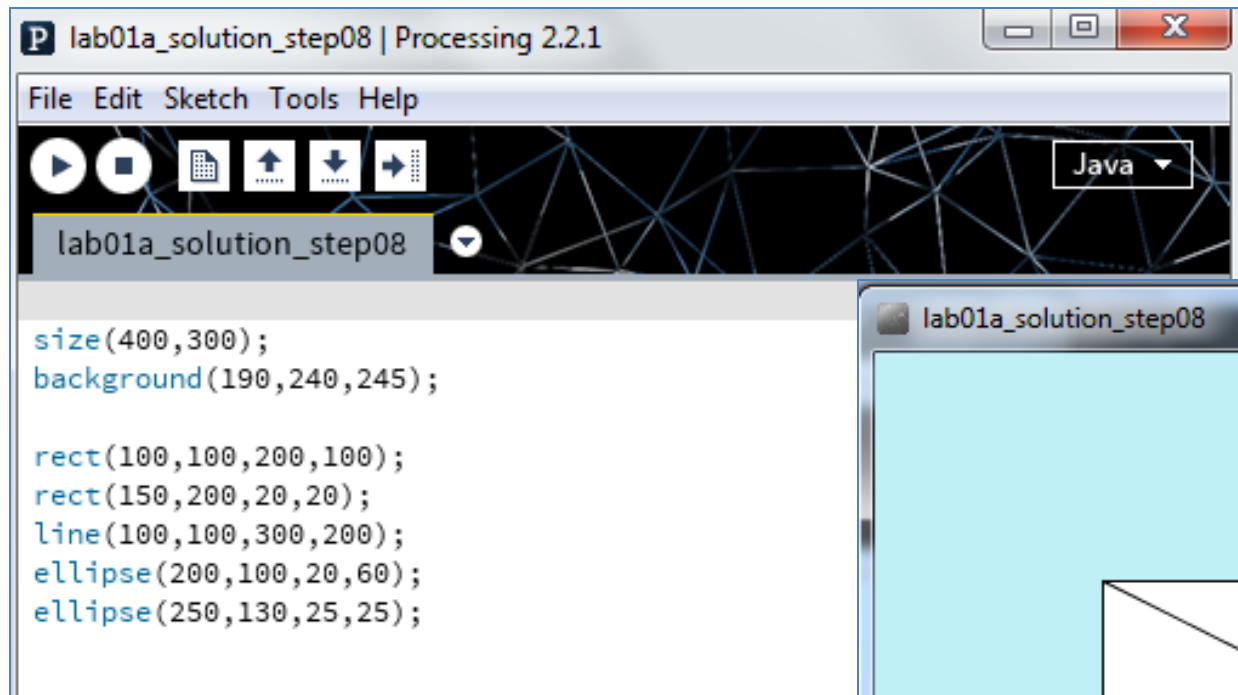 P lab01a_solution_step08 | Processing 2.2.1
File Edit Sketch Tools Help
Java
lab01a_solution_step08
lab01a_solution_step08
size(400,300);
background(190,240,245);
rect(100,100,200,100);
rect(150,200,20,20);
line(100,100,300,200);
ellipse(200,100,20,60);
ellipse(250,130,25,25);